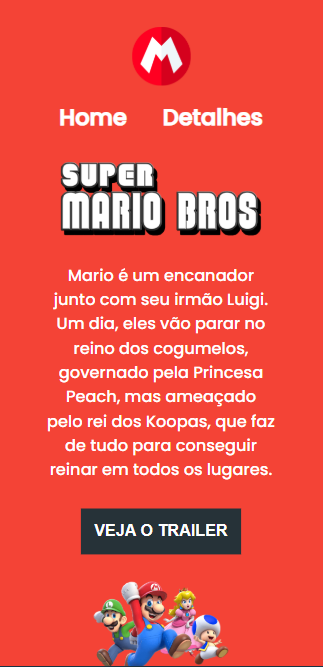 M
Home Detalhes
SUPER
MARIO BROS
Mario é um encanador
junto com seu irmão Luigi.
Um dia, eles vão parar no
reino dos cogumelos,
governado pela Princesa
Peach, mas ameaçado
pelo rei dos Koopas, que faz
de tudo para conseguir
reinar em todos os lugares.
VEJA O TRAILER